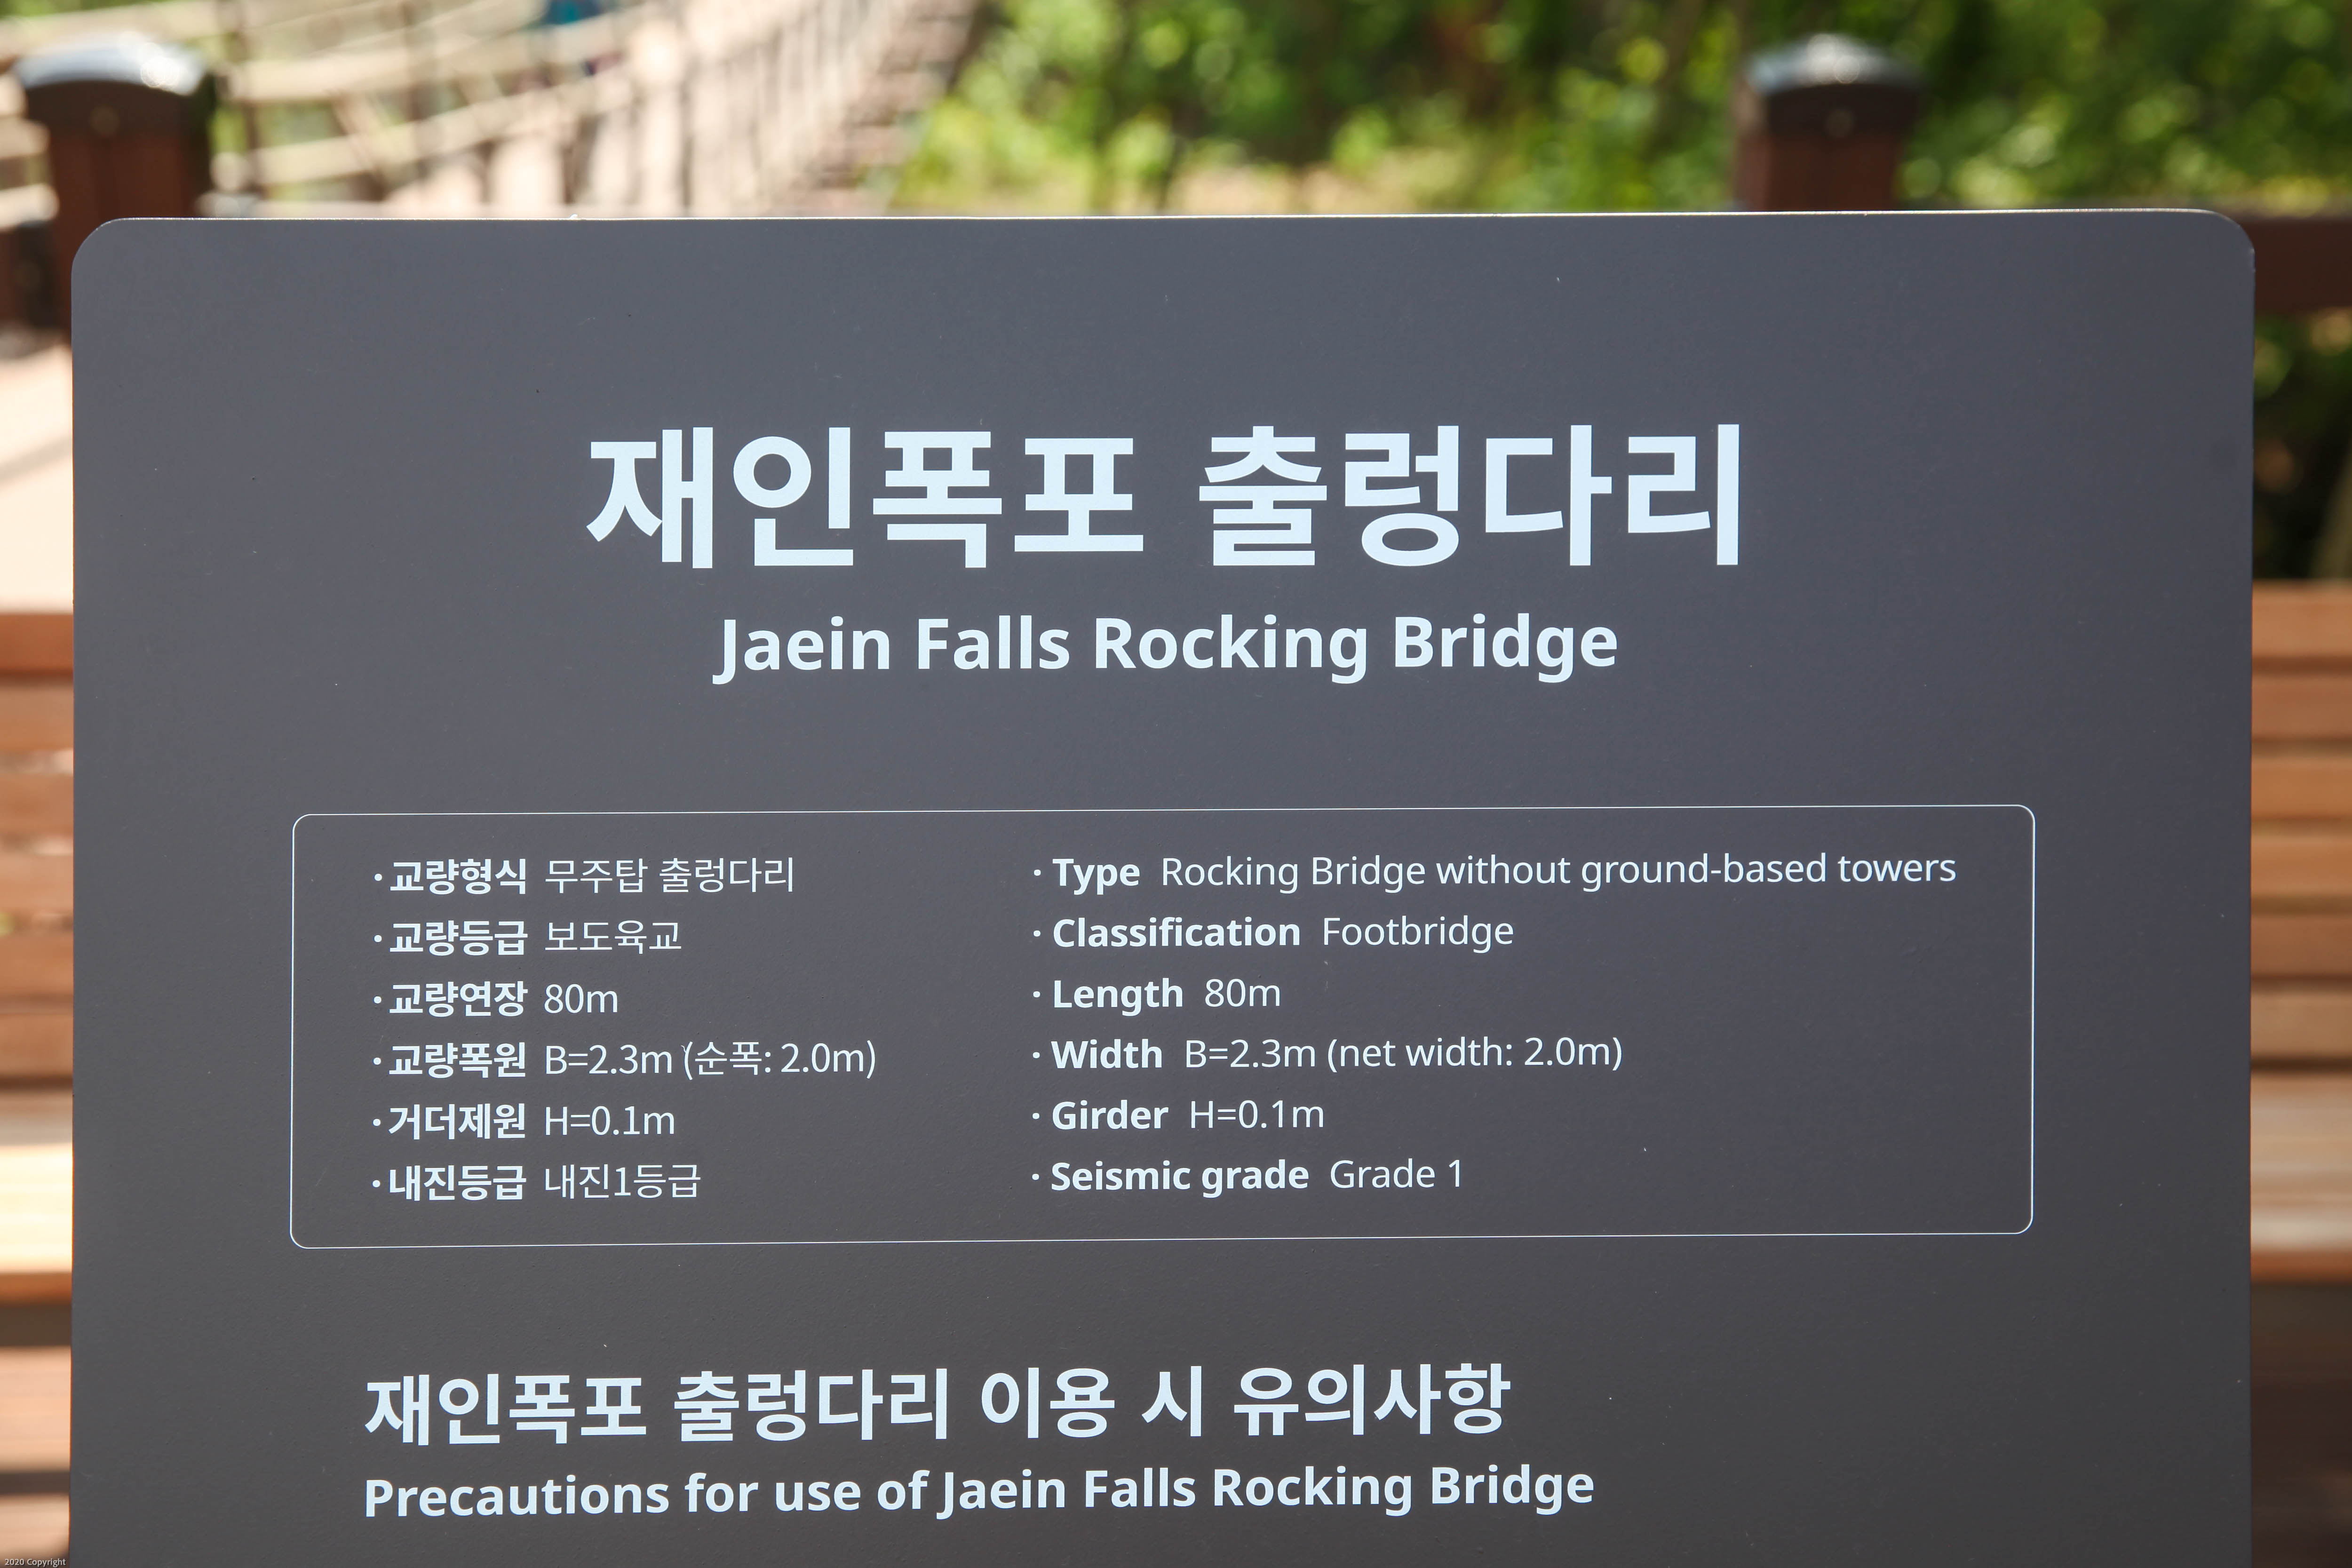 재인폭포 출렁다리
Jaein Falls Rocking Bridge
· 교량형식 무주탑 출렁다리
· 교량등급 보도육교
· 교량연장 80m
· 교량폭원 B=2.3m (순폭: 2.0m)
· 거더제원 H=0.1m
· 내진등급 내진1등급
· Type Rocking Bridge without ground-based towers
· Classification Footbridge
· Length 80m
· Width B=2.3m (net width: 2.0m)
· Girder H=0.1m
· Seismic grade Grade 1
재인폭포 출렁다리 이용 시 유의사항
Precautions for use of Jaein Falls Rocking Bridge
2020 Copyright